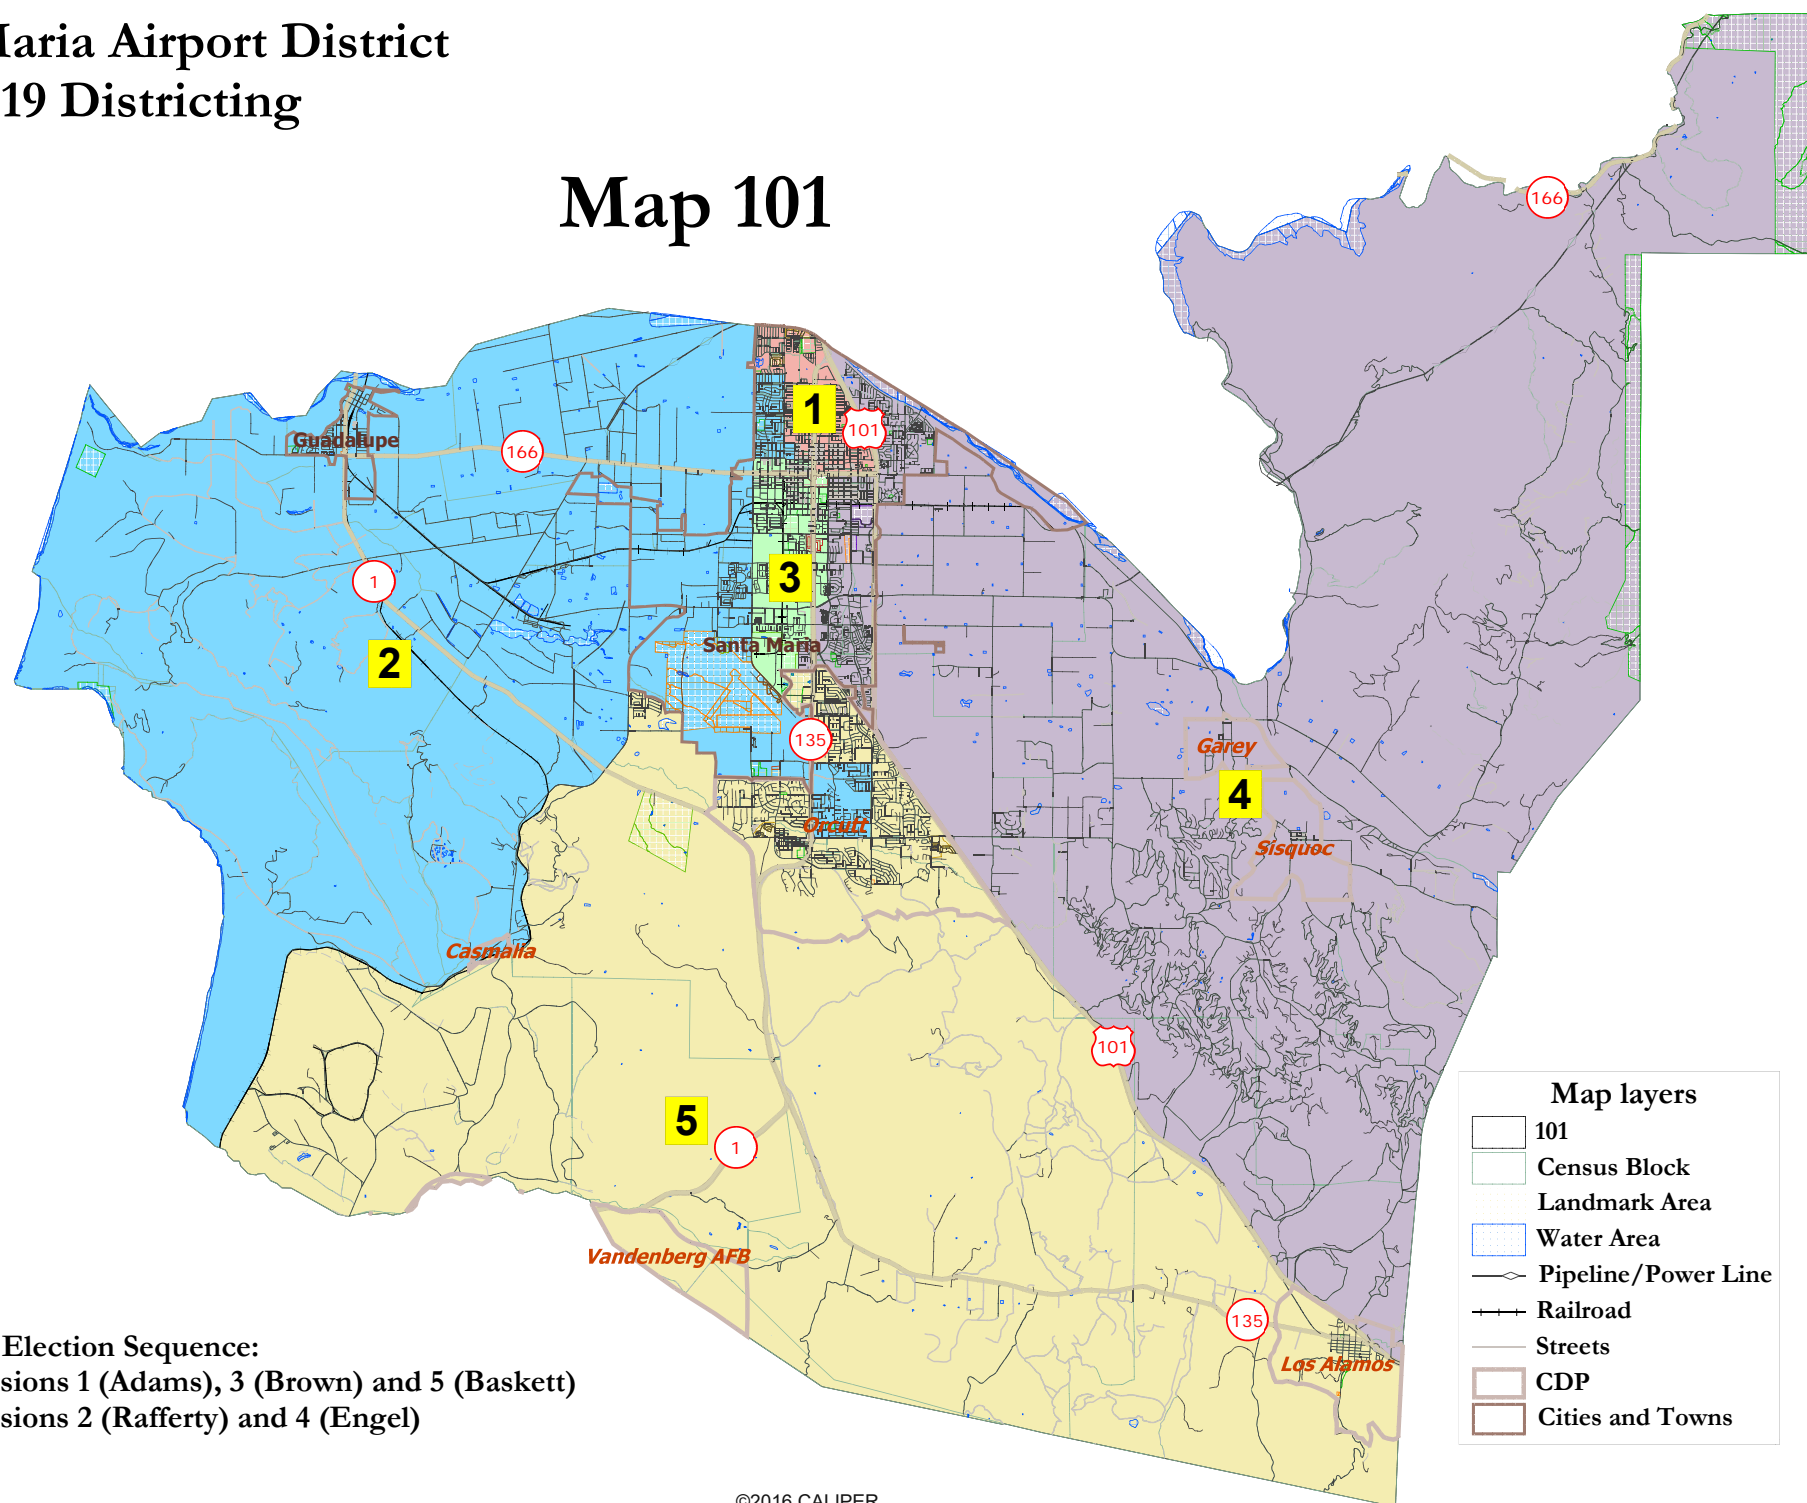 Maria Airport District
19 Districting
Map 101
166
1
101
Guadalupe
166
3
1
2
Santa Maria
135
Garey
4
Orcutt
Sisquoc
Casmalia
101
5
1
Vandenberg AFB
135
Los Alamos
Map layers
101
Census Block
Landmark Area
Water Area
Pipeline/Power Line
Railroad
Streets
CDP
Cities and Towns
Election Sequence:
sions 1 (Adams), 3 (Brown) and 5 (Baskett)
sions 2 (Rafferty) and 4 (Engel)
©2016 CALIPER